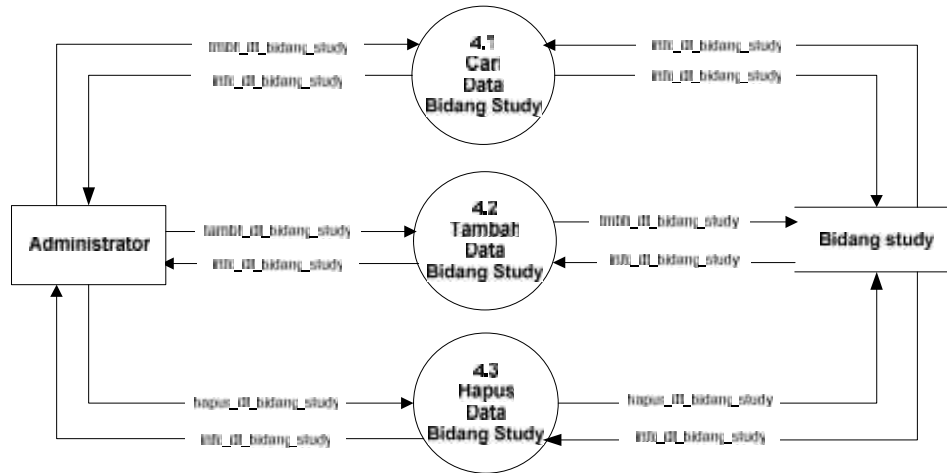 4.1
Cari
Data
Bidang Study
info_dt_bidang_study
info_dt_bidang_study
info_dt_bidang_study
Administrator
4.2
Tambah
Data
Bidang Study
Bidang study
tambh_dt_bidang_study
info_dt_bidang_study
info_dt_bidang_study
4.3
Hapus
Data
Bidang Study
hapus_dt_bidang_study
hapus_dt_bidang_study
info_dt_bidang_study
info_dt_bidang_study